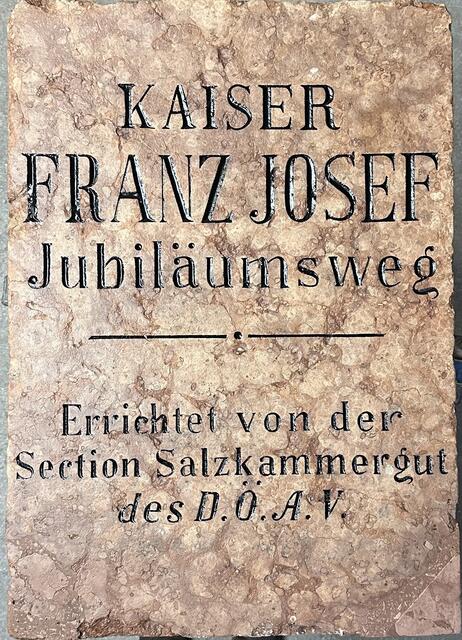 KAISER
FRANZ JOSEF
Jubiläumsweg
Errichtet von der
Section Salzkammergut
des D.Ö.A.V.